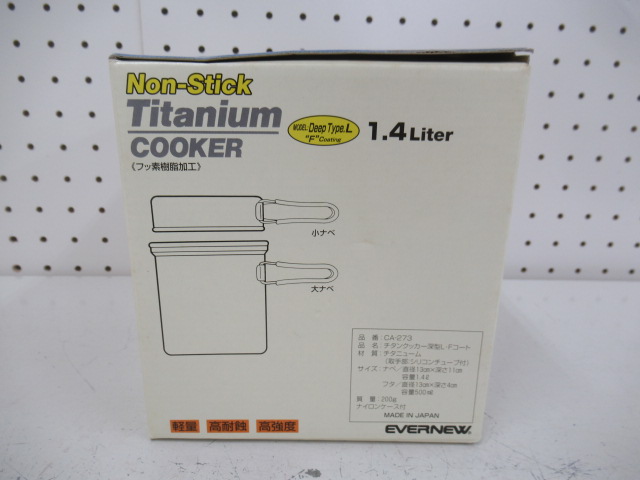 Non-Stick
Titanium
COOKER
《フッ素樹脂加工》
MODEL: Deep Type. L
"F" Coating
1.4 Liter
小ナベ
大ナベ
品 番 : CA-273
品 名 : チタンクッカー深型L・Fコート
材 質 : チタニューム
(取手部:シリコンチューブ付)
サイズ : ナベ/直径13cm×深さ11cm
容量1.4ℓ
フタ/直径13cm×深さ4cm
容量500mℓ
質 量 : 200g
ナイロンケース付
MADE IN JAPAN
軽量 高耐蝕 高強度
EVERNEW.